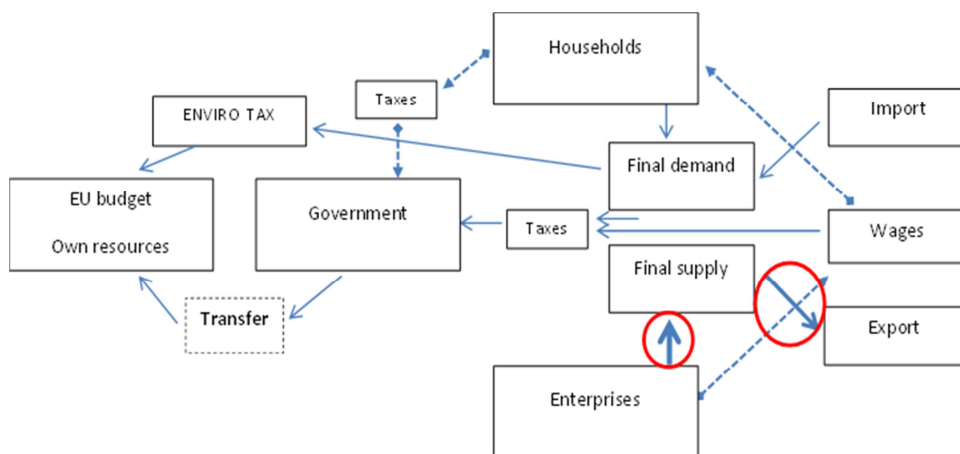 Households
Taxes
ENVIRO TAX
Import
Final demand
EU budget
Own resources
Government
Taxes
Wages
Final supply
Transfer
Export
Enterprises